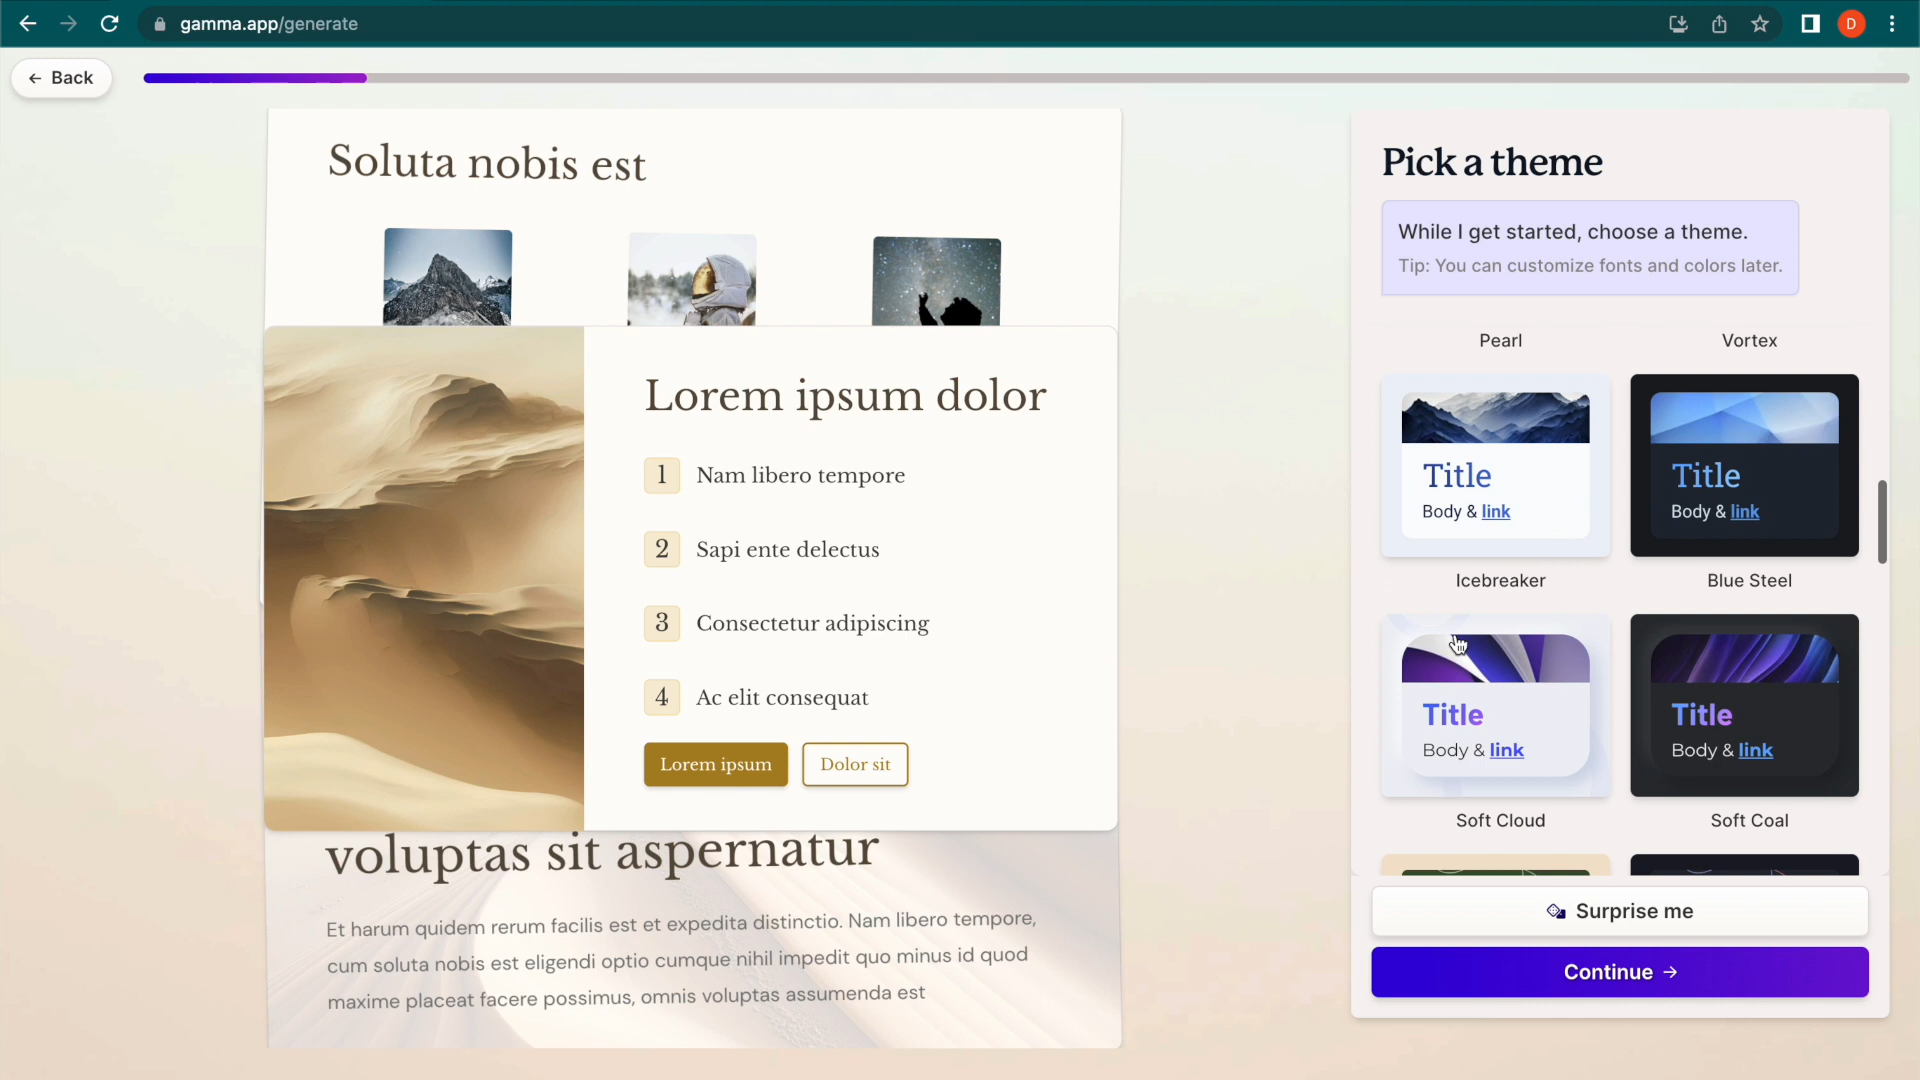 gamma.app/generate
D
← Back
Soluta nobis est
Lorem ipsum dolor
1 Nam libero tempore
2 Sapi ente delectus
3 Consectetur adipiscing
4 Ac elit consequat
Lorem ipsum Dolor sit
voluptas sit aspernatur
Et harum quidem rerum facilis est et expedita distinctio. Nam libero tempore,
cum soluta nobis est eligendi optio cumque nihil impedit quo minus id quod
maxime placeat facere possimus, omnis voluptas assumenda est
Pick a theme
While I get started, choose a theme.
Tip: You can customize fonts and colors later.
Pearl Vortex
Title Title
Body & link Body & link
Icebreaker Blue Steel
Title Title
Body & link Body & link
Soft Cloud Soft Coal
Surprise me
Continue →